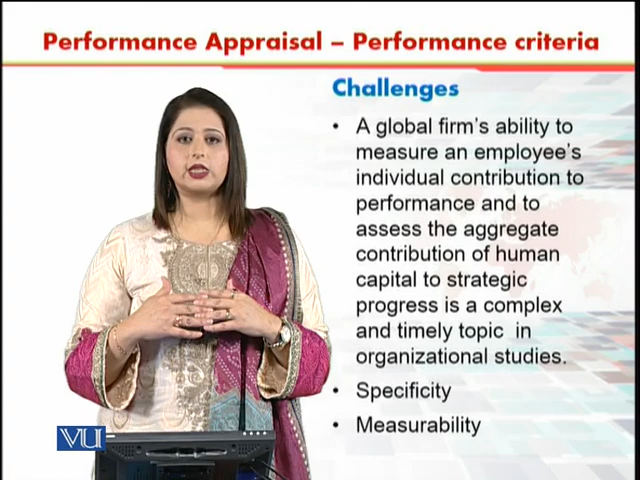 Performance Appraisal – Performance criteria
Challenges
• A global firm's ability to
measure an employee's
individual contribution to
performance and to
assess the aggregate
contribution of human
capital to strategic
progress is a complex
and timely topic in
organizational studies.
• Specificity
• Measurability
VU